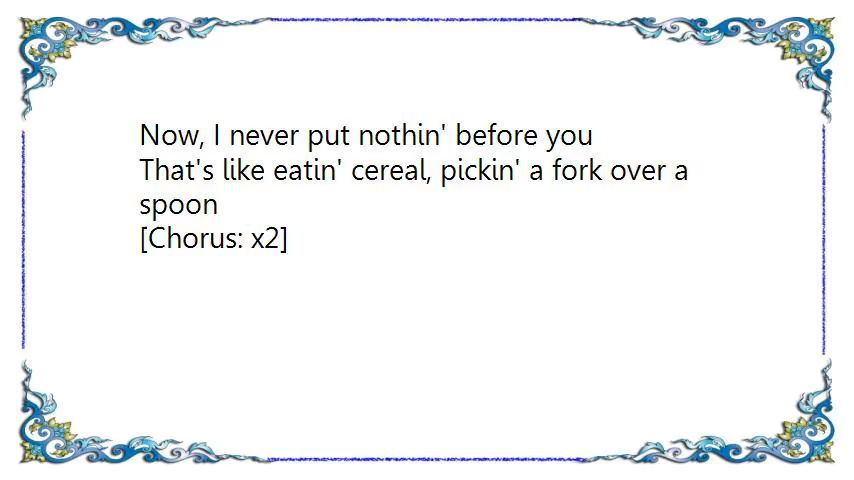 Now, I never put nothin' before you
That's like eatin' cereal, pickin' a fork over a
spoon
[Chorus: x2]